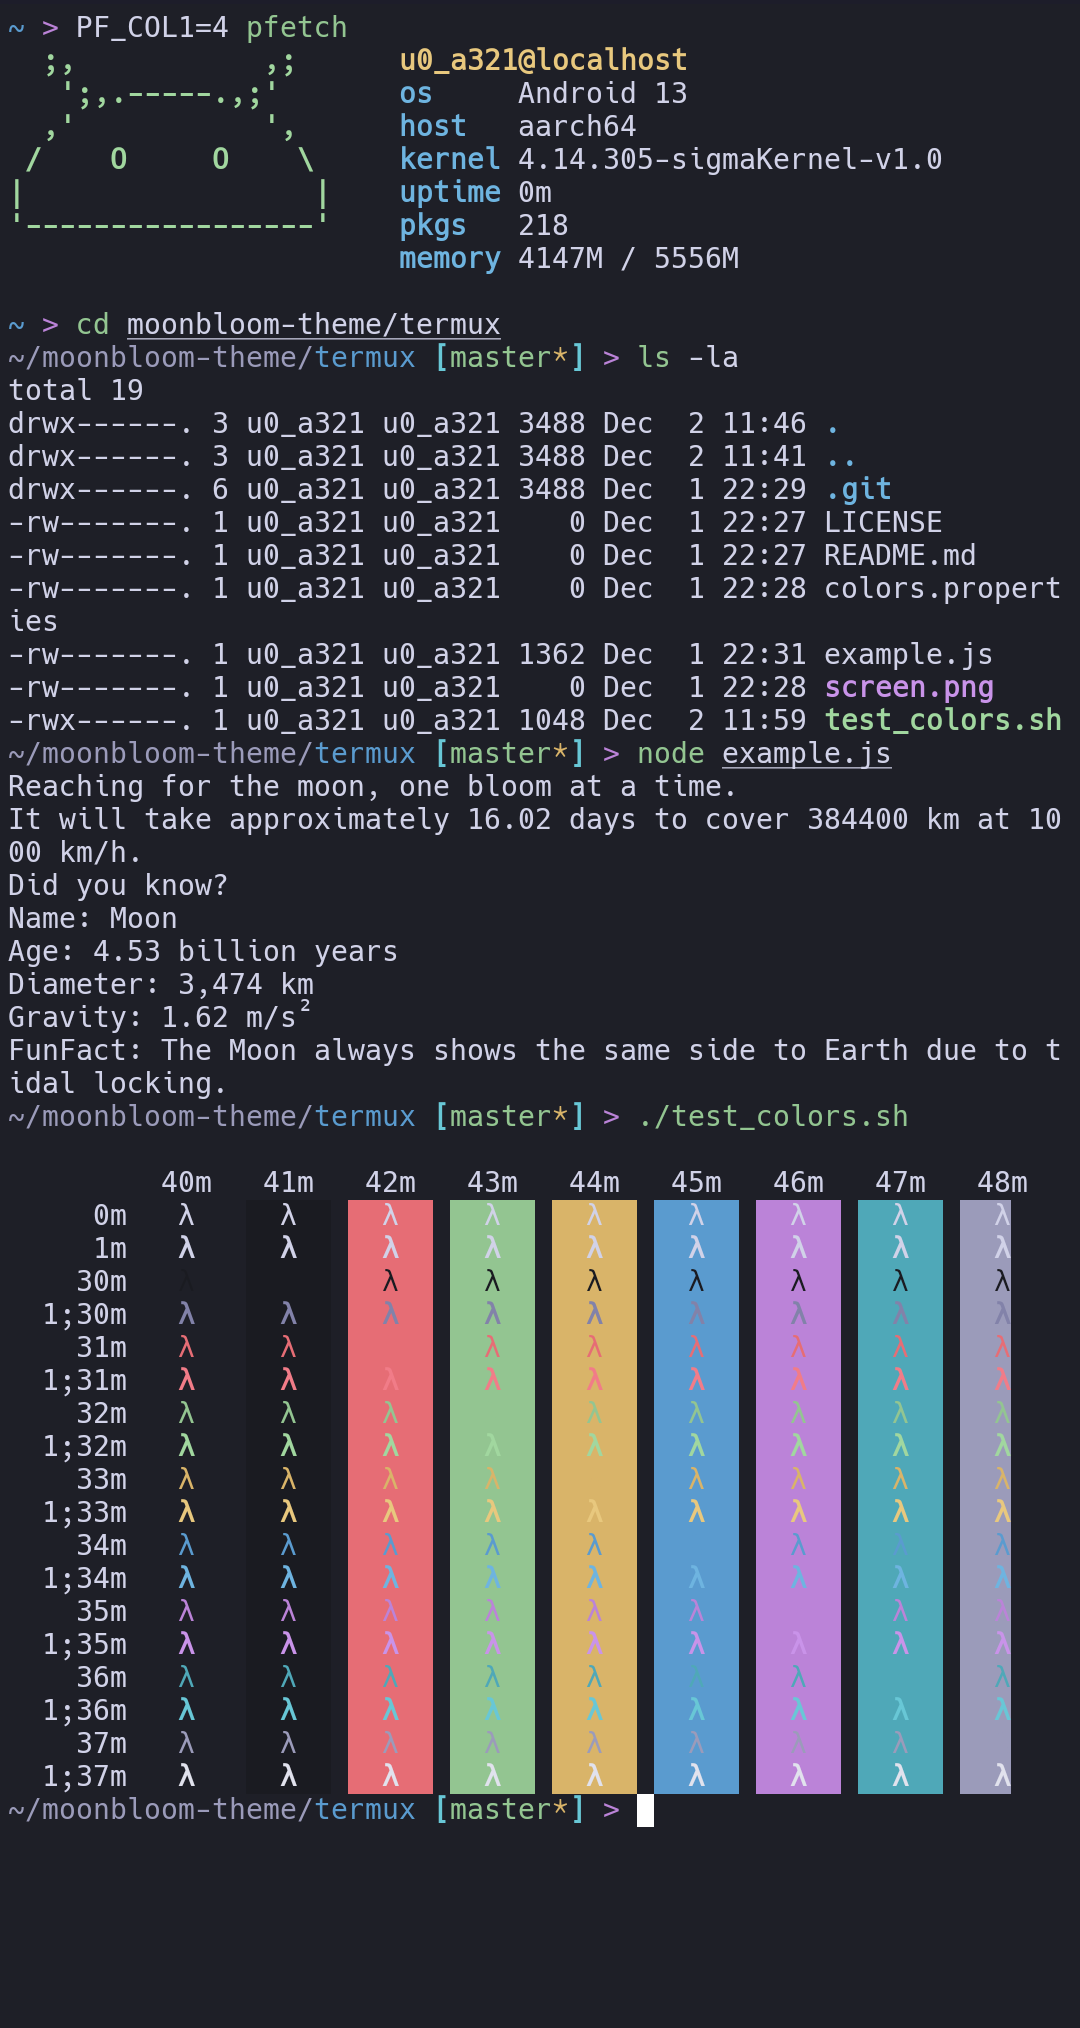 ~ > PF_COL1=4 pfetch
  ;,           ,;      u0_a321@localhost
   ';,.-----.,;'       os     Android 13
  ,'           ',      host   aarch64
 /    O     O    \     kernel 4.14.305-sigmaKernel-v1.0
|                 |    uptime 0m
'-----------------'    pkgs   218
                       memory 4147M / 5556M
~ > cd moonbloom-theme/termux
~/moonbloom-theme/termux [master*] > ls -la
total 19
drwx------. 3 u0_a321 u0_a321 3488 Dec  2 11:46 .
drwx------. 3 u0_a321 u0_a321 3488 Dec  2 11:41 ..
drwx------. 6 u0_a321 u0_a321 3488 Dec  1 22:29 .git
-rw-------. 1 u0_a321 u0_a321    0 Dec  1 22:27 LICENSE
-rw-------. 1 u0_a321 u0_a321    0 Dec  1 22:27 README.md
-rw-------. 1 u0_a321 u0_a321    0 Dec  1 22:28 colors.propert
ies
-rw-------. 1 u0_a321 u0_a321 1362 Dec  1 22:31 example.js
-rw-------. 1 u0_a321 u0_a321    0 Dec  1 22:28 screen.png
-rwx------. 1 u0_a321 u0_a321 1048 Dec  2 11:59 test_colors.sh
~/moonbloom-theme/termux [master*] > node example.js
Reaching for the moon, one bloom at a time.
It will take approximately 16.02 days to cover 384400 km at 10
00 km/h.
Did you know?
Name: Moon
Age: 4.53 billion years
Diameter: 3,474 km
Gravity: 1.62 m/s²
FunFact: The Moon always shows the same side to Earth due to t
idal locking.
~/moonbloom-theme/termux [master*] > ./test_colors.sh
         40m   41m   42m   43m   44m   45m   46m   47m   48m
     0m   λ     λ     λ     λ     λ     λ     λ     λ     λ
     1m   λ     λ     λ     λ     λ     λ     λ     λ     λ
    30m   λ           λ     λ     λ     λ     λ     λ     λ
  1;30m   λ     λ     λ     λ     λ     λ     λ     λ     λ
    31m   λ     λ           λ     λ     λ     λ     λ     λ
  1;31m   λ     λ     λ     λ     λ     λ     λ     λ     λ
    32m   λ     λ     λ           λ     λ     λ     λ     λ
  1;32m   λ     λ     λ     λ     λ     λ     λ     λ     λ
    33m   λ     λ     λ     λ           λ     λ     λ     λ
  1;33m   λ     λ     λ     λ     λ     λ     λ     λ     λ
    34m   λ     λ     λ     λ     λ           λ     λ     λ
  1;34m   λ     λ     λ     λ     λ     λ     λ     λ     λ
    35m   λ     λ     λ     λ     λ     λ           λ     λ
  1;35m   λ     λ     λ     λ     λ     λ     λ     λ     λ
    36m   λ     λ     λ     λ     λ     λ     λ           λ
  1;36m   λ     λ     λ     λ     λ     λ     λ     λ     λ
    37m   λ     λ     λ     λ     λ     λ     λ     λ
  1;37m   λ     λ     λ     λ     λ     λ     λ     λ     λ
~/moonbloom-theme/termux [master*] >